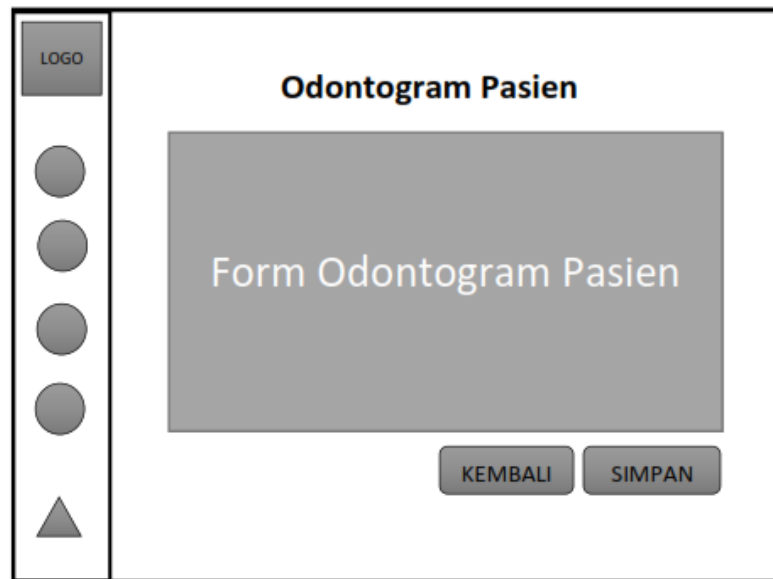 LOGO
Odontogram Pasien
Form Odontogram Pasien
KEMBALI
SIMPAN